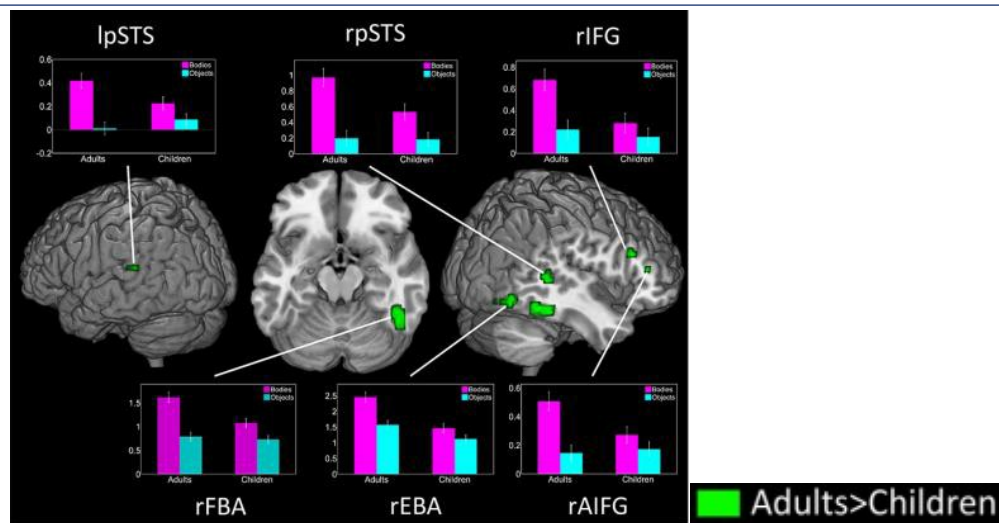 lpSTS
rpSTS
rIFG
0.6
0.4
0.2
0
-0.2
Bodies
Objects
Adults
Children
1
0.8
0.6
0.4
0.2
0
Bodies
Objects
Adults
Children
0.8
0.6
0.4
0.2
0
Bodies
Objects
Adults
Children
1.5
1
0.5
0
Bodies
Objects
Adults
Children
2.5
2
1.5
1
0.5
0
Bodies
Objects
Adults
Children
0.6
0.4
0.2
0
Bodies
Objects
Adults
Children
rFBA
rEBA
rAIFG
Adults>Children